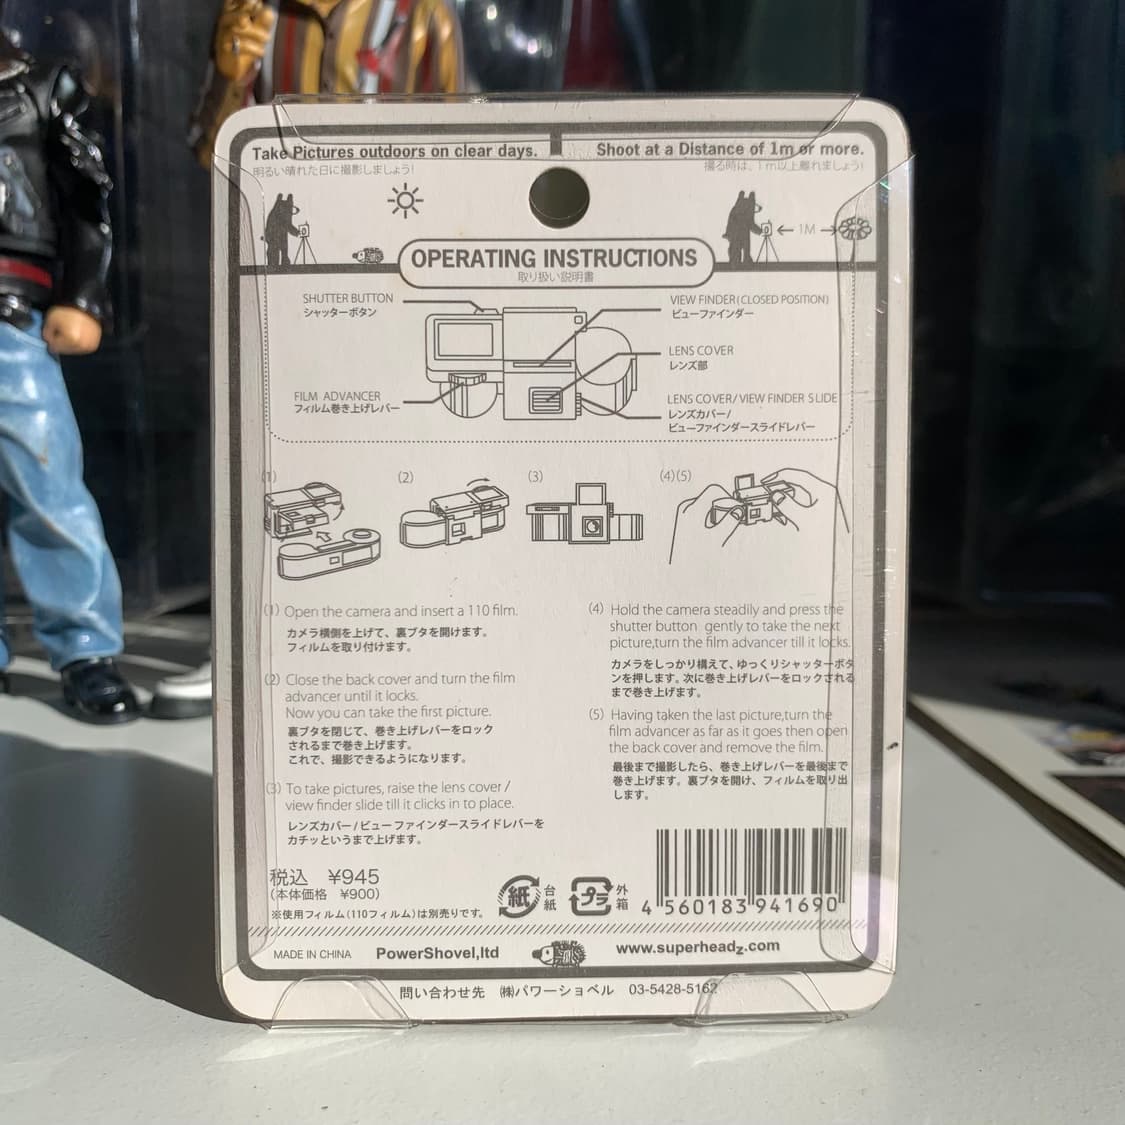 Take Pictures outdoors on clear days.
明るい晴れた日に撮影しましょう!
Shoot at a Distance of 1m or more.
撮る時は、1m以上離れましょう!
1M
OPERATING INSTRUCTIONS
取り扱い説明書
SHUTTER BUTTON
シャッターボタン
VIEW FINDER(CLOSED POSITION)
ビューファインダー
LENS COVER
レンズ部
FILM ADVANCER
フィルム巻き上げレバー
LENS COVER/VIEW FINDER SLIDE
レンズカバー/
ビューファインダースライドレバー
(1)
(2)
(3)
(4)(5)
(1) Open the camera and insert a 110 film.
カメラ横側を上げて、裏ブタを開けます。
フィルムを取り付けます。
(2) Close the back cover and turn the film
advancer until it locks.
Now you can take the first picture.
裏ブタを閉じて、巻き上げレバーをロック
されるまで巻き上げます。
これで、撮影できるようになります。
(3) To take pictures, raise the lens cover/
view finder slide till it clicks in to place.
レンズカバー/ビューファインダースライドレバーを
カチッというまで上げます。
(4) Hold the camera steadily and press the
shutter button gently to take the next
picture,turn the film advancer till it locks.
カメラをしっかり構えて、ゆっくりシャッターボタ
ンを押します。次に巻き上げレバーをロックされる
まで巻き上げます。
(5) Having taken the last picture,turn the
film advancer as far as it goes then open
the back cover and remove the film.
最後まで撮影したら、巻き上げレバーを最後まで
巻き上げます。裏ブタを開け、フィルムを取り出
します。
税込 ¥945
(本体価格 ¥900)
※使用フィルム(110フィルム)は別売りです。
紙
台紙
プラ
外箱
4 560183 941690
MADE IN CHINA
PowerShovel,ltd
www.superheadz.com
問い合わせ先 (株)パワーショベル 03-5428-5162